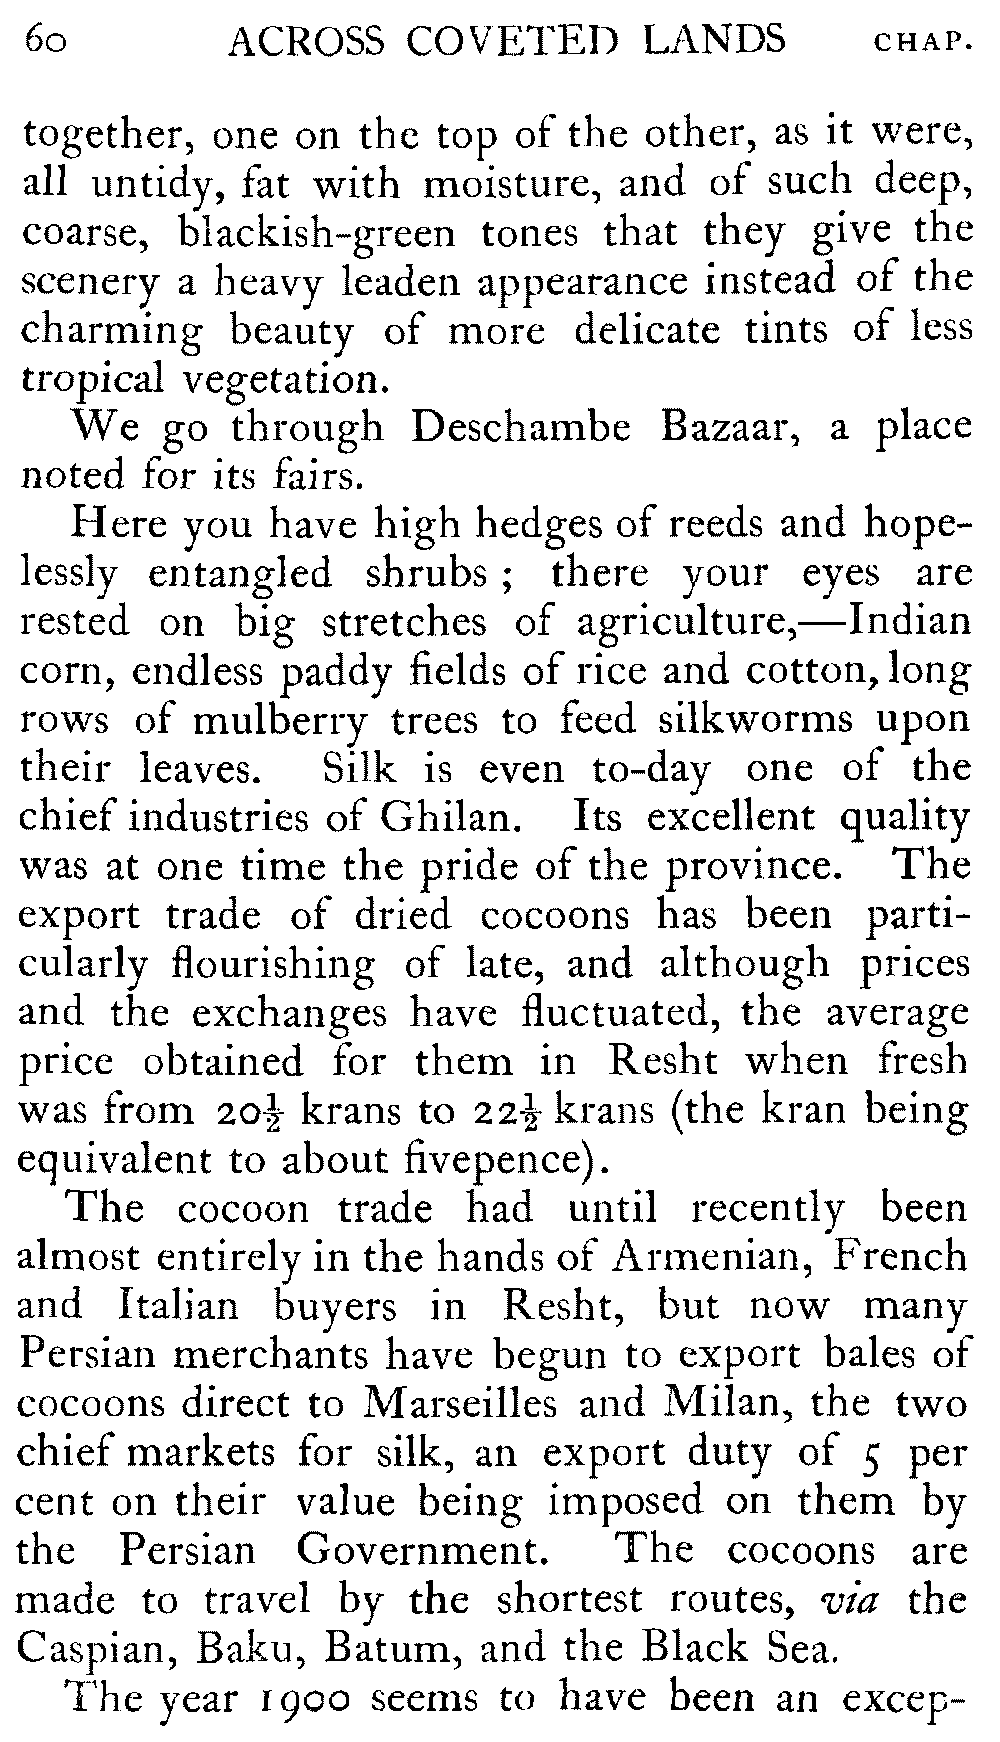 60 ACROSS COVETED LANDS CHAP.
together, one on the top of the other, as it were,
all untidy, fat with moisture, and of such deep,
coarse, blackish-green tones that they give the
scenery a heavy leaden appearance instead of the
charming beauty of more delicate tints of less
tropical vegetation.
We go through Deschambe Bazaar, a place
noted for its fairs.
Here you have high hedges of reeds and hope-
lessly entangled shrubs ; there your eyes are
rested on big stretches of agriculture,—Indian
corn, endless paddy fields of rice and cotton, long
rows of mulberry trees to feed silkworms upon
their leaves. Silk is even to-day one of the
chief industries of Ghilan. Its excellent quality
was at one time the pride of the province. The
export trade of dried cocoons has been parti-
cularly flourishing of late, and although prices
and the exchanges have fluctuated, the average
price obtained for them in Resht when fresh
was from 20½ krans to 22½ krans (the kran being
equivalent to about fivepence).
The cocoon trade had until recently been
almost entirely in the hands of Armenian, French
and Italian buyers in Resht, but now many
Persian merchants have begun to export bales of
cocoons direct to Marseilles and Milan, the two
chief markets for silk, an export duty of 5 per
cent on their value being imposed on them by
the Persian Government. The cocoons are
made to travel by the shortest routes, via the
Caspian, Baku, Batum, and the Black Sea.
The year 1900 seems to have been an excep-